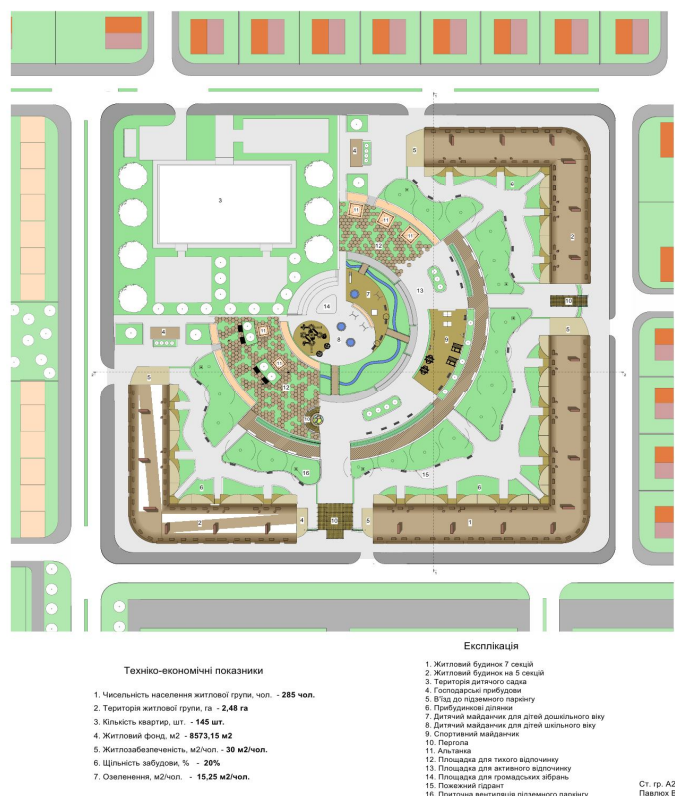 Техніко-економічні показники
1. Чисельність населення житлової групи, чол. - 285 чол.
2. Територія житлової групи, га - 2,48 га
3. Кількість квартир, шт. - 145 шт.
4. Житловий фонд, м2 - 8573,15 м2
5. Житлозабезпеченість, м2/чол. - 30 м2/чол.
6. Щільність забудови, % - 20%
7. Озеленення, м2/чол. - 15,25 м2/чол.
Експлікація
1. Житловий будинок 7 секцій
2. Житловий будинок на 5 секцій
3. Територія дитячого садка
4. Господарські прибудови
5. В'їзд до підземного паркінгу
6. Прибудинкові ділянки
7. Дитячий майданчик для дітей дошкільного віку
8. Дитячий майданчик для дітей шкільного віку
9. Спортивний майданчик
10. Пергола
11. Альтанка
12. Площадка для тихого відпочинку
13. Площадка для активного відпочинку
14. Площадка для громадських зібрань
15. Пожежний гідрант
16. Приточна вентиляція підземного паркінгу
Ст. гр. А2
Павлюх В